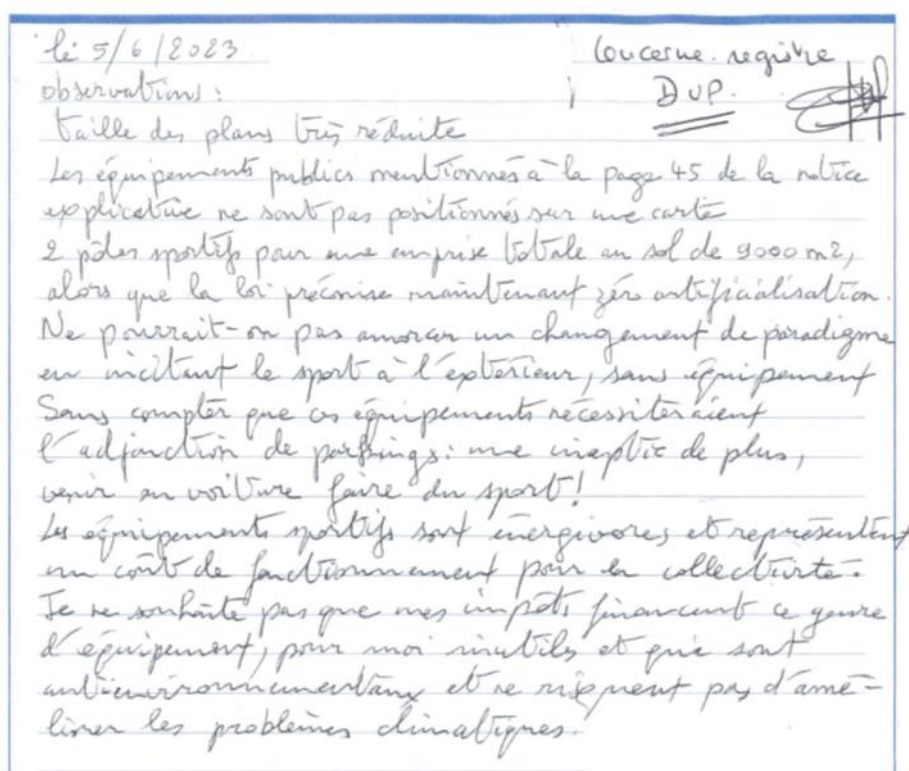 le 5/6/2023
Concerne registre
DUP.
observations :
taille des plans très réduite
Les équipements publics mentionnés à la page 45 de la notice
explicative ne sont pas positionnés sur une carte
2 pôles sportifs pour une emprise totale au sol de 9000 m2,
alors que la loi préconise maintenant zéro artificialisation.
Ne pourrait-on pas amorcer un changement de paradigme
en incitant le sport à l'extérieur, sans équipement
Sans compter que ces équipements nécessiteraient
l'adjonction de parkings : une ineptie de plus,
venir en voiture faire du sport !
Les équipements sportifs sont énergivores et représentent
un coût de fonctionnement pour la collectivité.
Je ne souhaite pas que mes impôts financent ce genre
d'équipement, pour moi inutiles et qui sont
antienvironnementaux et ne risquent pas d'amé-
liorer les problèmes climatiques.